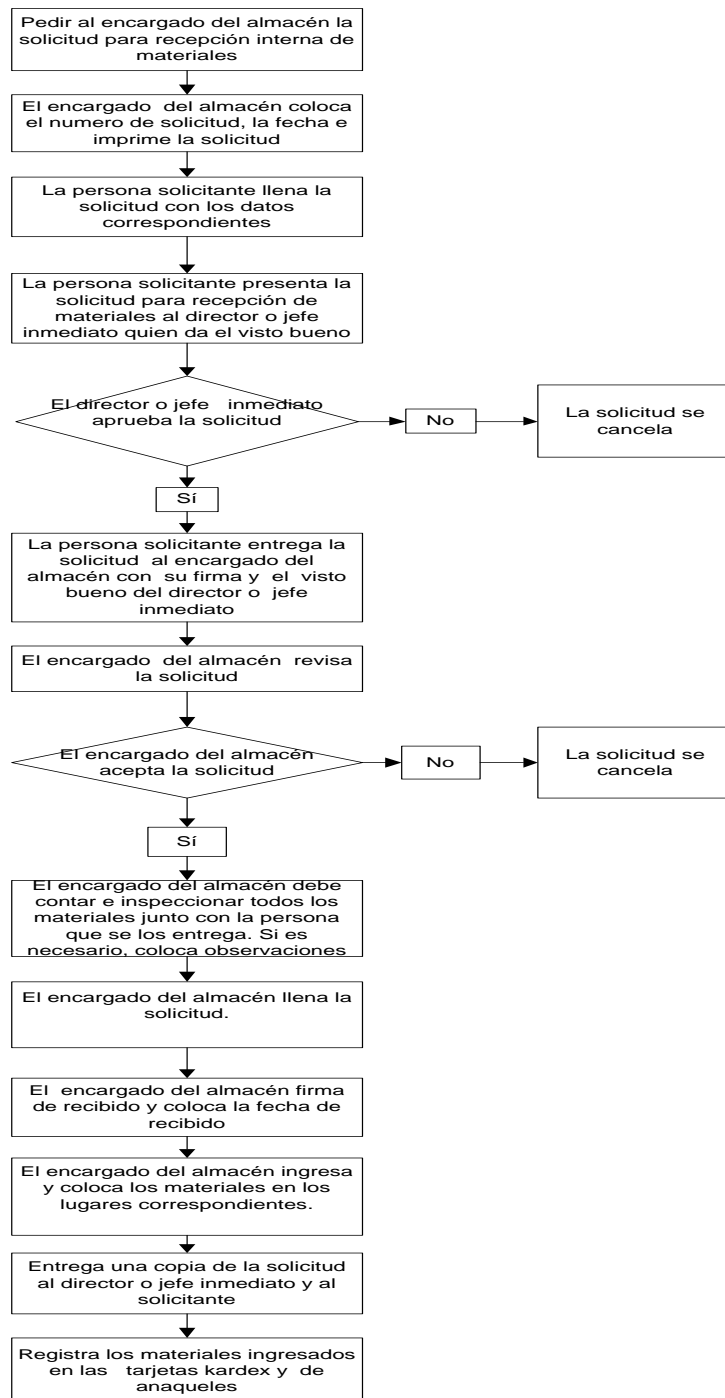 Pedir al encargado del almacén la
solicitud para recepción interna de
materiales
El encargado del almacén coloca
el numero de solicitud, la fecha e
imprime la solicitud
La persona solicitante llena la
solicitud con los datos
correspondientes
La persona solicitante presenta la
solicitud para recepción de
materiales al director o jefe
inmediato quien da el visto bueno
El director o jefe inmediato
aprueba la solicitud
No
La solicitud se
cancela
Sí
La persona solicitante entrega la
solicitud al encargado del
almacén con su firma y el visto
bueno del director o jefe
inmediato
El encargado del almacén revisa
la solicitud
El encargado del almacén
acepta la solicitud
No
La solicitud se
cancela
Sí
El encargado del almacén debe
contar e inspeccionar todos los
materiales junto con la persona
que se los entrega. Si es
necesario, coloca observaciones
El encargado del almacén llena la
solicitud.
El encargado del almacén firma
de recibido y coloca la fecha de
recibido
El encargado del almacén ingresa
y coloca los materiales en los
lugares correspondientes.
Entrega una copia de la solicitud
al director o jefe inmediato y al
solicitante
Registra los materiales ingresados
en las tarjetas kardex y de
anaqueles